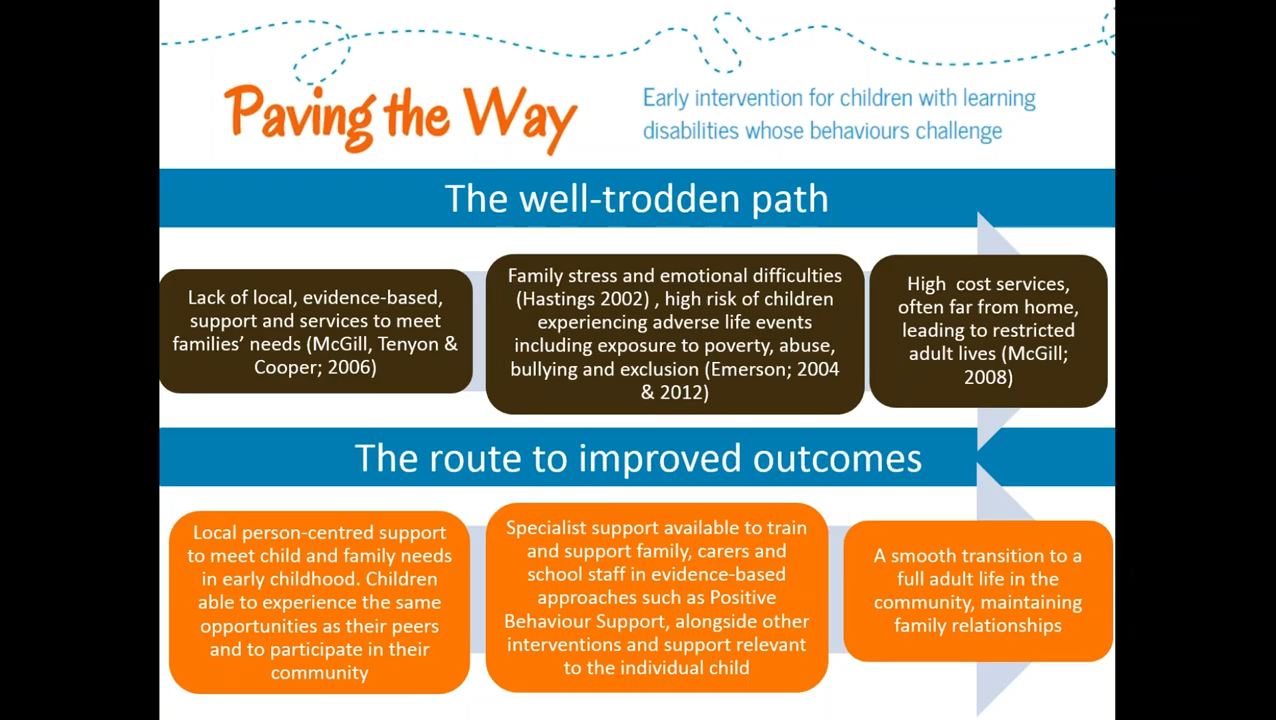 Paving the Way
Early intervention for children with learning
disabilities whose behaviours challenge
The well-trodden path
Lack of local, evidence-based,
support and services to meet
families’ needs (McGill, Tenyon &
Cooper; 2006)
Family stress and emotional difficulties
(Hastings 2002) , high risk of children
experiencing adverse life events
including exposure to poverty, abuse,
bullying and exclusion (Emerson; 2004
& 2012)
High cost services,
often far from home,
leading to restricted
adult lives (McGill;
2008)
The route to improved outcomes
Local person-centred support
to meet child and family needs
in early childhood. Children
able to experience the same
opportunities as their peers
and to participate in their
community
Specialist support available to train
and support family, carers and
school staff in evidence-based
approaches such as Positive
Behaviour Support, alongside other
interventions and support relevant
to the individual child
A smooth transition to a
full adult life in the
community, maintaining
family relationships